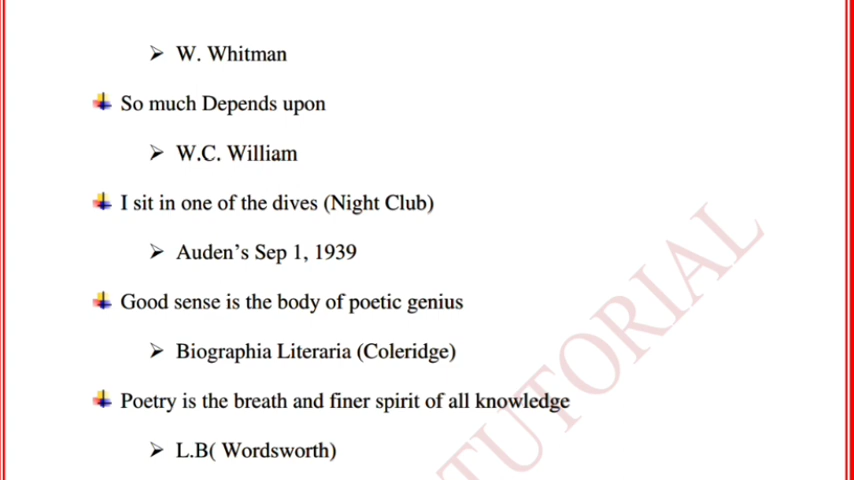 W. Whitman
So much Depends upon
W.C. William
I sit in one of the dives (Night Club)
Auden's Sep 1, 1939
Good sense is the body of poetic genius
Biographia Literaria (Coleridge)
Poetry is the breath and finer spirit of all knowledge
L.B( Wordsworth)
TUTORIAL